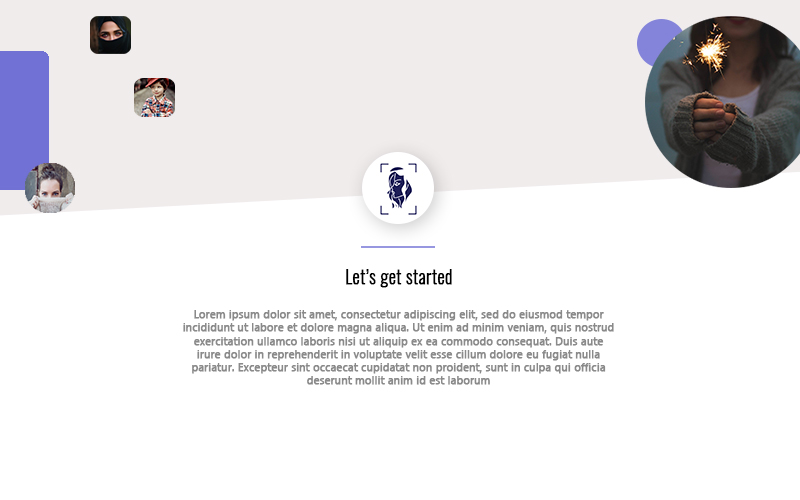 Let's get started
Lorem ipsum dolor sit amet, consectetur adipiscing elit, sed do eiusmod tempor
incididunt ut labore et dolore magna aliqua. Ut enim ad minim veniam, quis nostrud
exercitation ullamco laboris nisi ut aliquip ex ea commodo consequat. Duis aute
irure dolor in reprehenderit in voluptate velit esse cillum dolore eu fugiat nulla
pariatur. Excepteur sint occaecat cupidatat non proident, sunt in culpa qui officia
deserunt mollit anim id est laborum